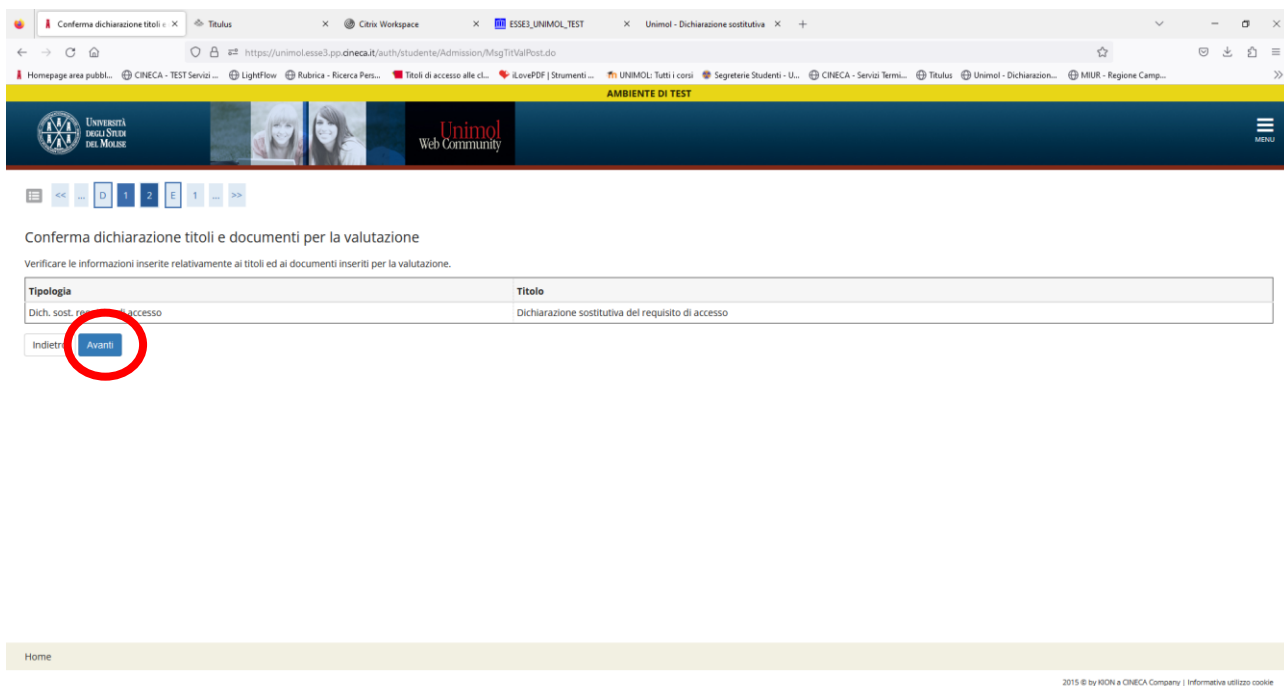 Conferma dichiarazione titoli e
Titulus
Citrix Workspace
ESSE3_UNIMOL_TEST
Unimol - Dichiarazione sostitutiva
https://unimol.esse3.pp.cineca.it/auth/studente/Admission/MsgTitValPost.do
Homepage area pubbl... CINECA - TEST Servizi ... LightFlow Rubrica - Ricerca Pers... Titoli di accesso alle cl... iLovePDF | Strumenti ... UNIMOL: Tutti i corsi Segreterie Studenti - U... CINECA - Servizi Termi... Titulus Unimol - Dichiarazion... MIUR - Regione Camp...
AMBIENTE DI TEST
UNIVERSITÀ
DEGLI STUDI
DEL MOLISE
Unimol
Web Community
MENU
<< ... D 1 2 E 1 ... >>
Conferma dichiarazione titoli e documenti per la valutazione
Verificare le informazioni inserite relativamente ai titoli ed ai documenti inseriti per la valutazione.
Tipologia Titolo
Dich. sost. di accesso Dichiarazione sostitutiva del requisito di accesso
Avanti
Home
2015 © by KION a CINECA Company | Informativa utilizzo cookie